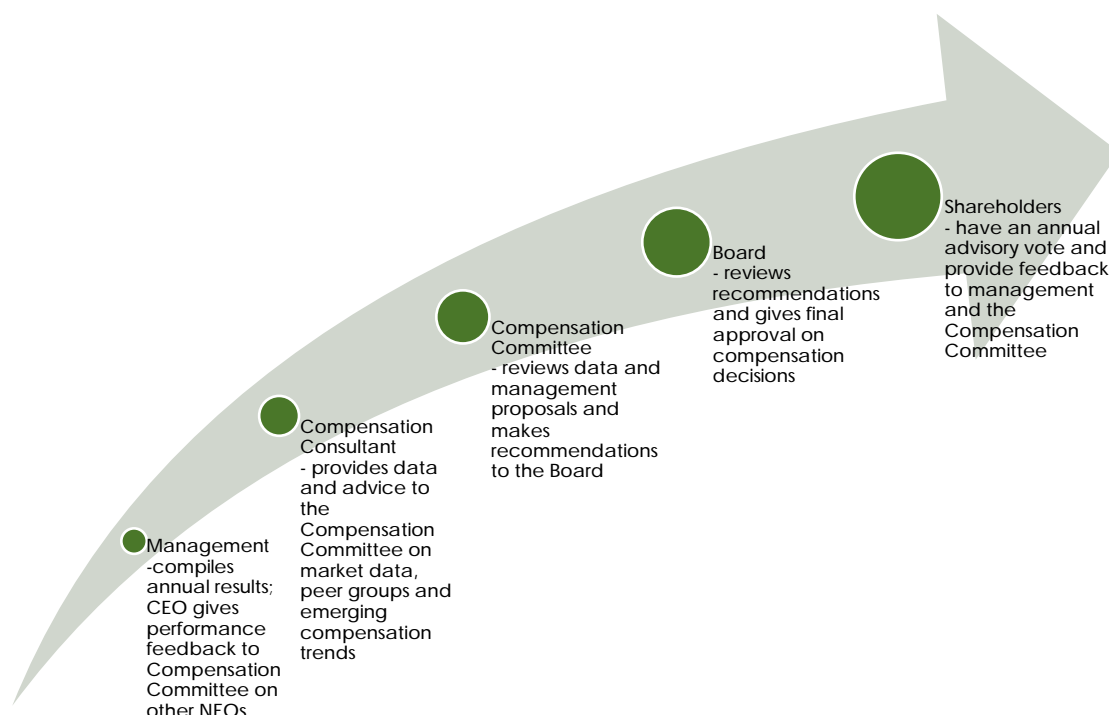 Management
-compiles
annual results;
CEO gives
performance
feedback to
Compensation
Committee on
other NEOs
Compensation
Consultant
- provides data
and advice to
the
Compensation
Committee on
market data,
peer groups and
emerging
compensation
trends
Compensation
Committee
- reviews data and
management
proposals and
makes
recommendations
to the Board
Board
- reviews
recommendations
and gives final
approval on
compensation
decisions
Shareholders
- have an annual
advisory vote and
provide feedback
to management
and the
Compensation
Committee